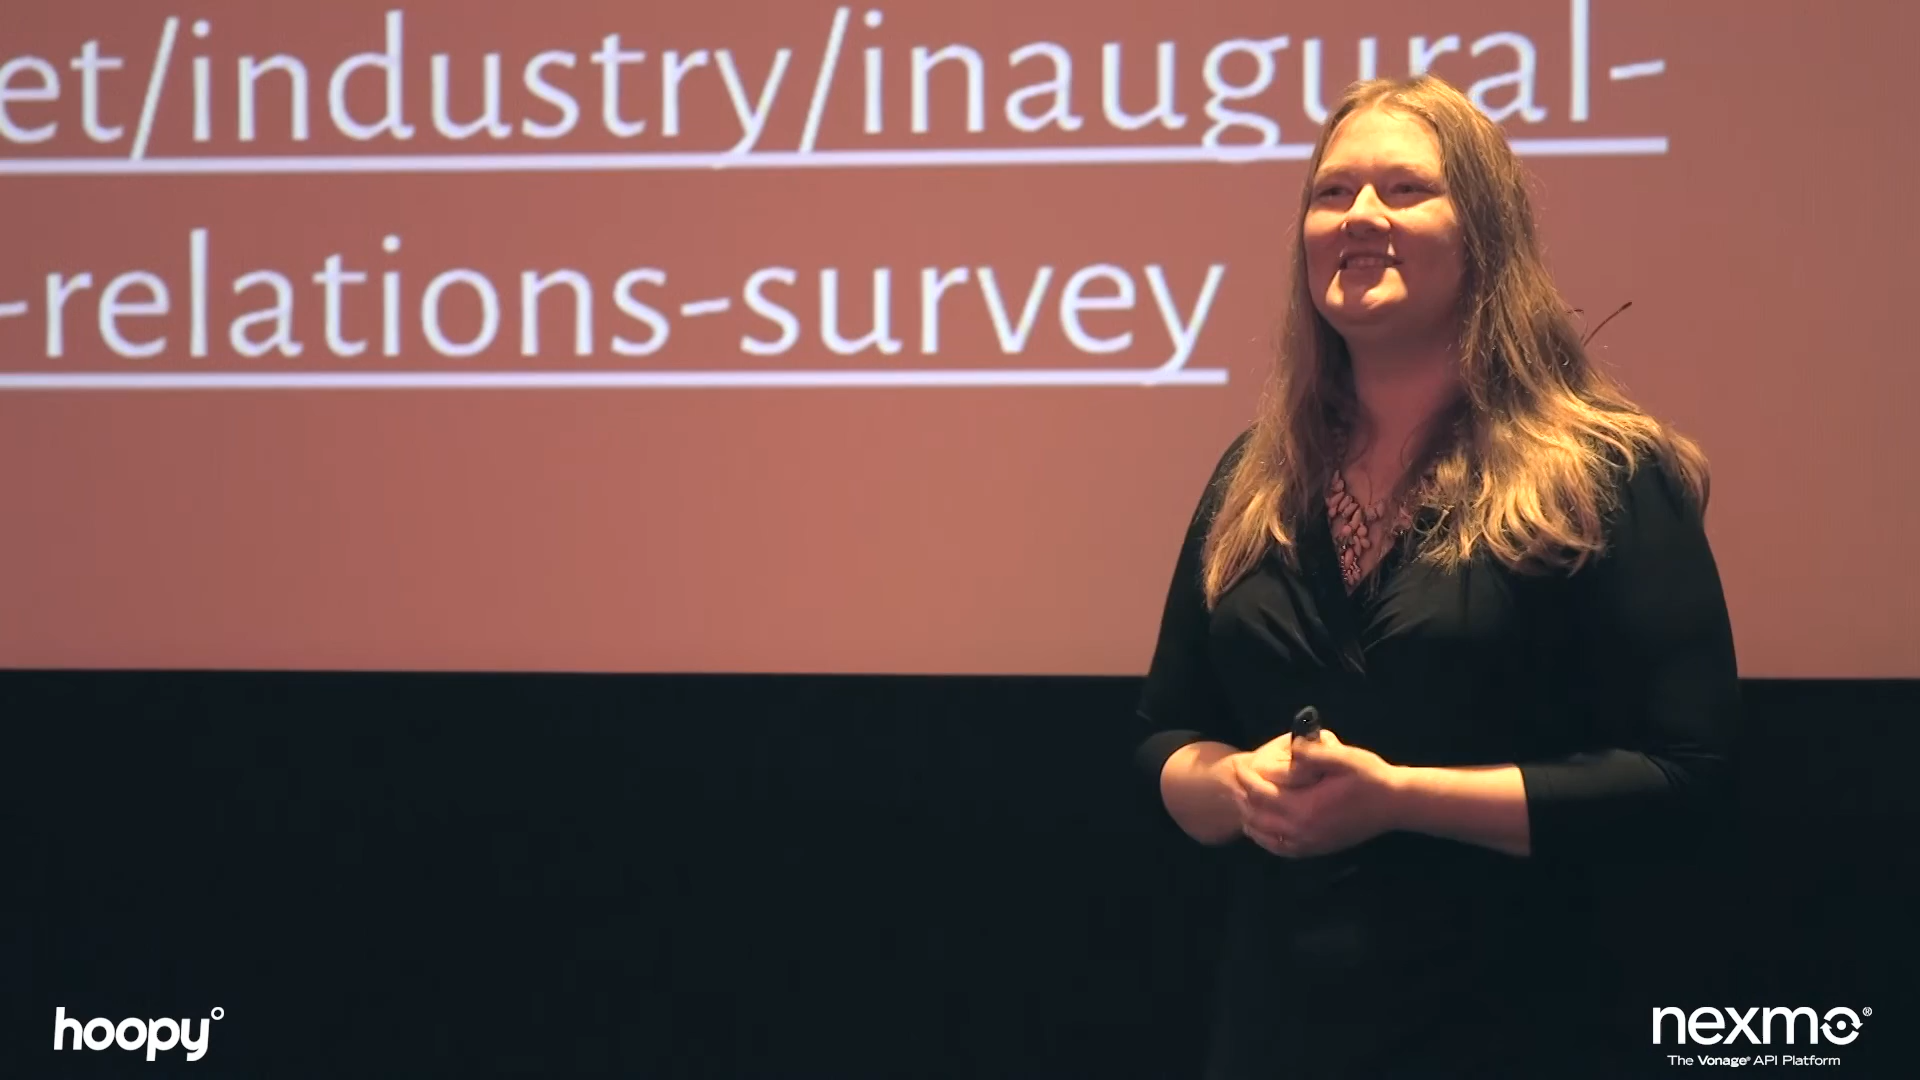 et/industry/inaugural-
-relations-survey
hoopy°
nexmo®
The Vonage® API Platform